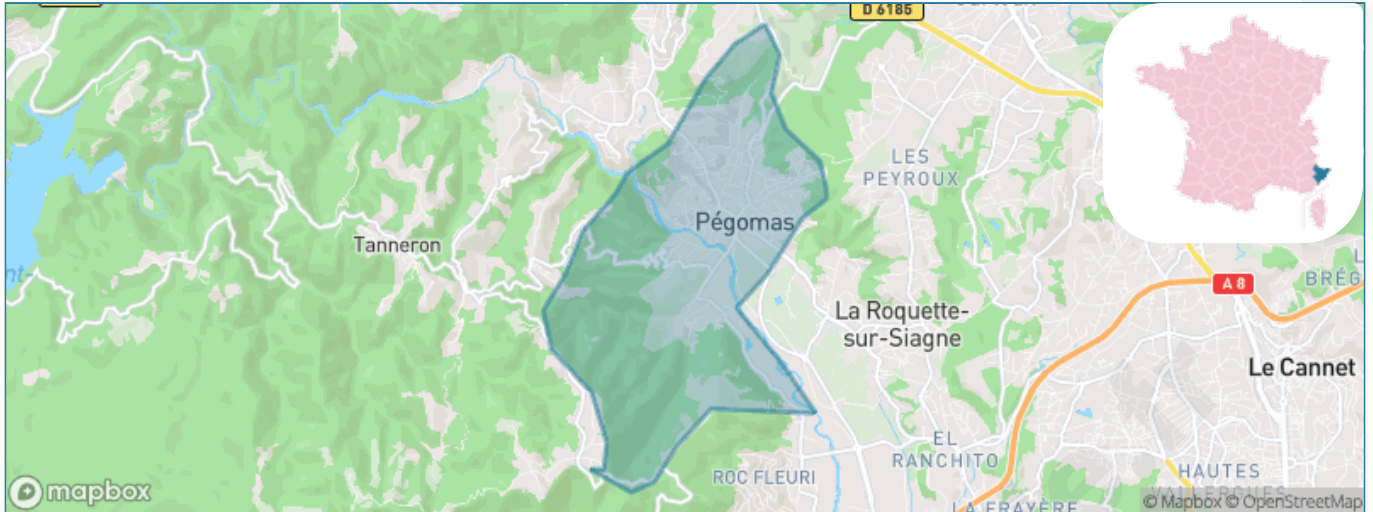 D 6185
LES
PEYROUX
Pégomas
Tanneron
A 8
La Roquette-
sur-Siagne
Le Cannet
EL
RANCHITO
ROC FLEURI
HAUTES
VALLERGUES
LA FRAYÈRE
mapbox
© Mapbox © OpenStreetMap